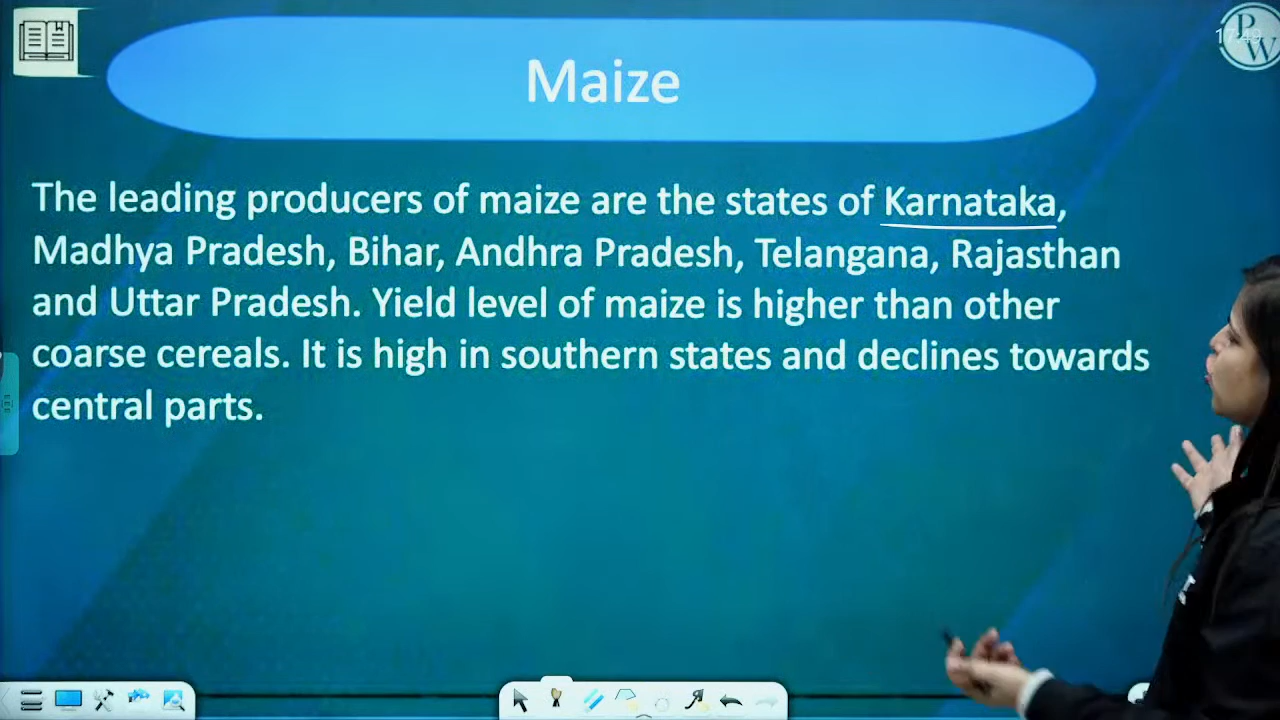 PW
Maize
The leading producers of maize are the states of Karnataka,
Madhya Pradesh, Bihar, Andhra Pradesh, Telangana, Rajasthan
and Uttar Pradesh. Yield level of maize is higher than other
coarse cereals. It is high in southern states and declines towards
central parts.